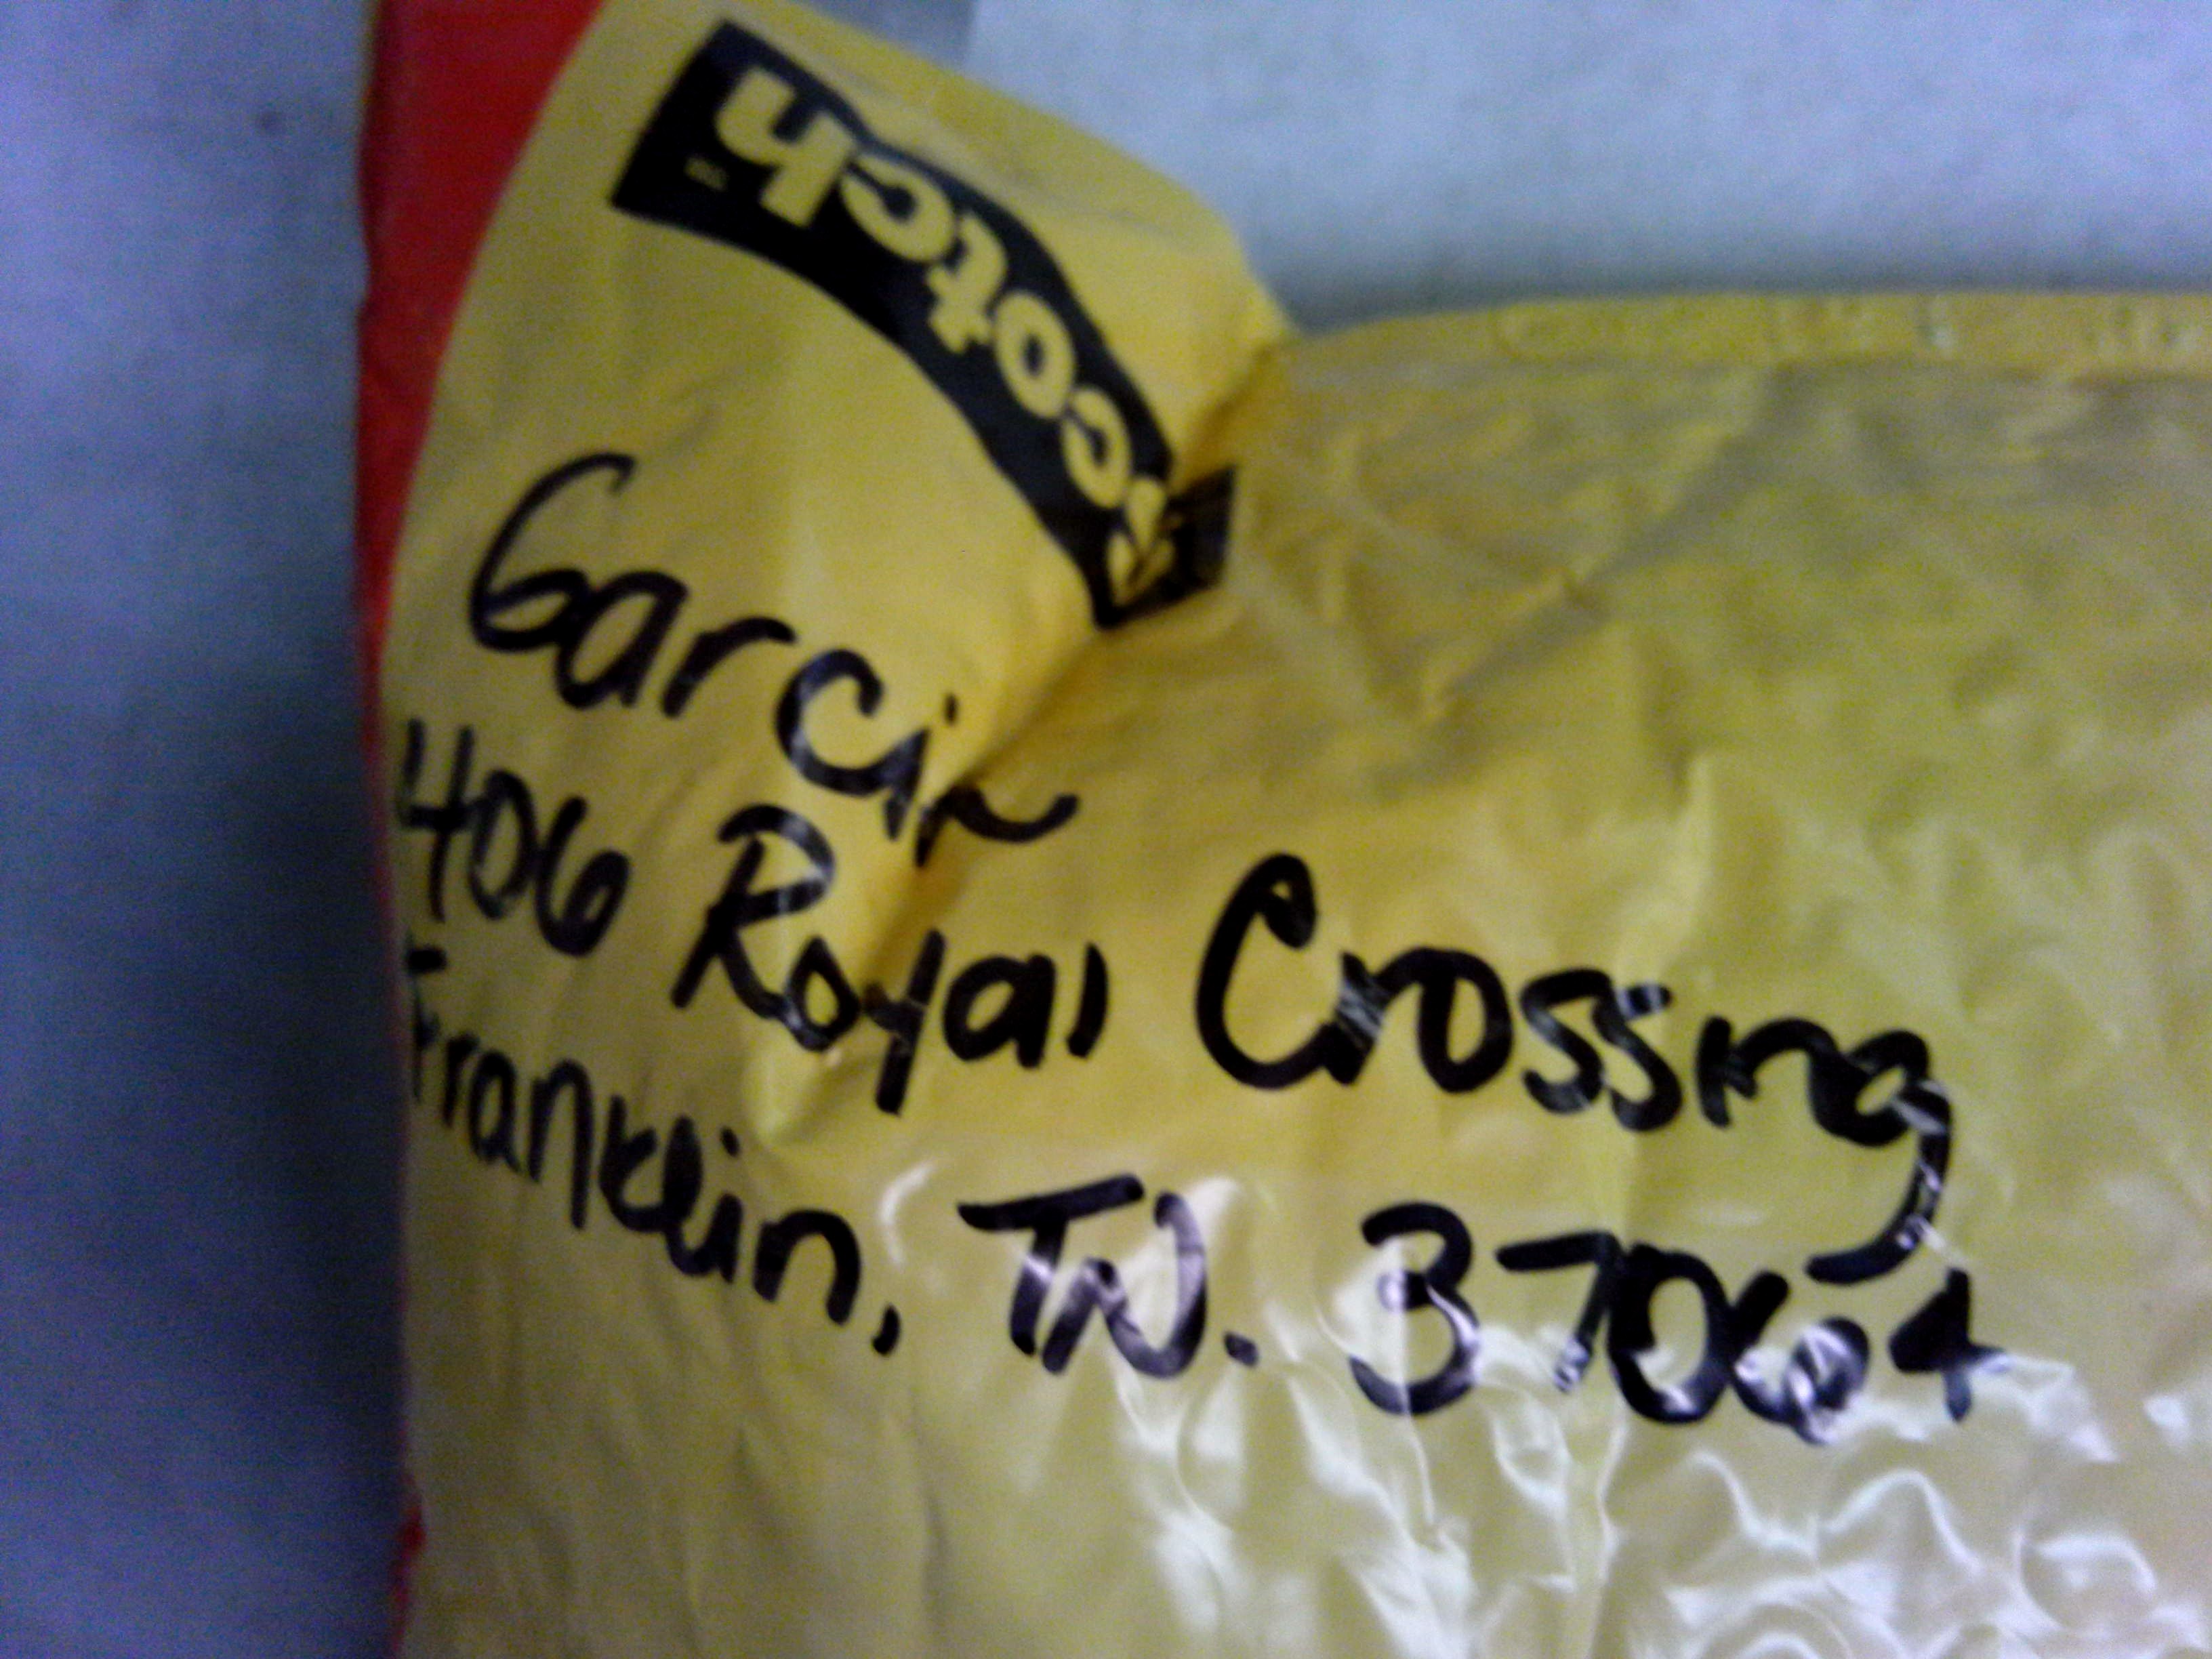 Scotch
Garcia
406 Royal Crossing
Franklin, TN. 37064